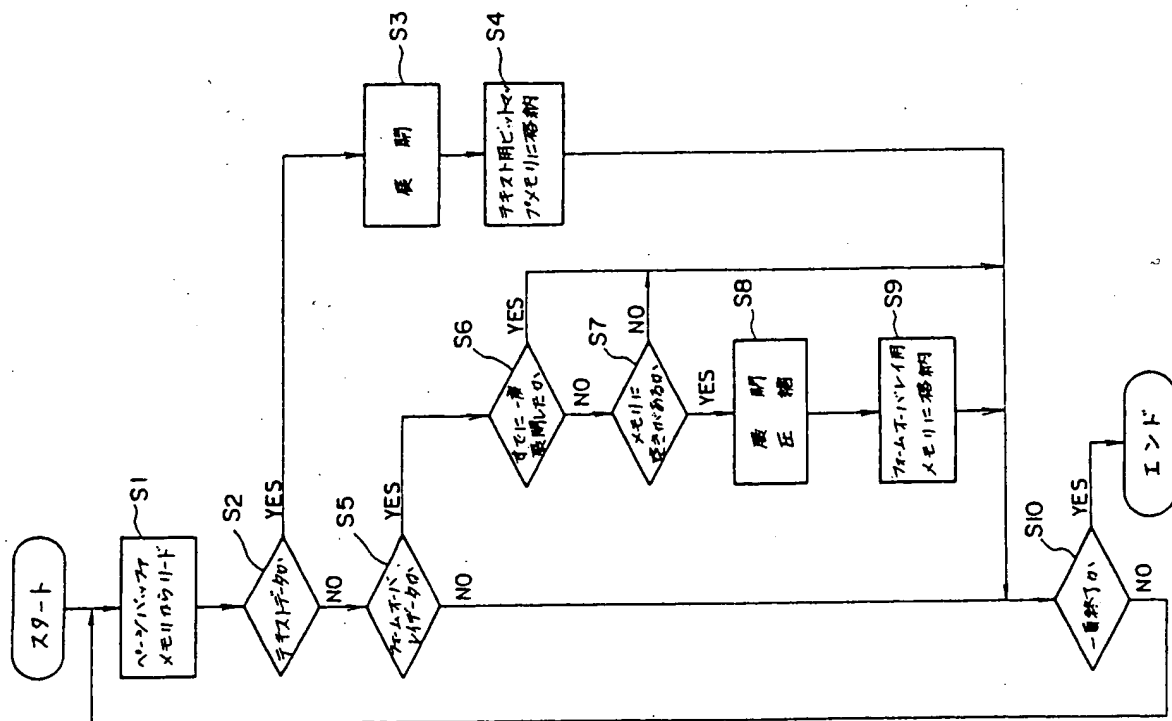 スタート
S1
ページバッファ
メモリからリード
S2
テキストデータか
YES
NO
S3
展開
S4
テキスト用ビットマッ
プメモリに格納
S5
フォームオーバ
レイデータか
YES
NO
S6
すでに一度
展開したか
YES
NO
S7
メモリに
空きがあるか
NO
YES
S8
展開
圧縮
S9
フォームオーバレイ用
メモリに格納
S10
一頁終了か
YES
NO
エンド